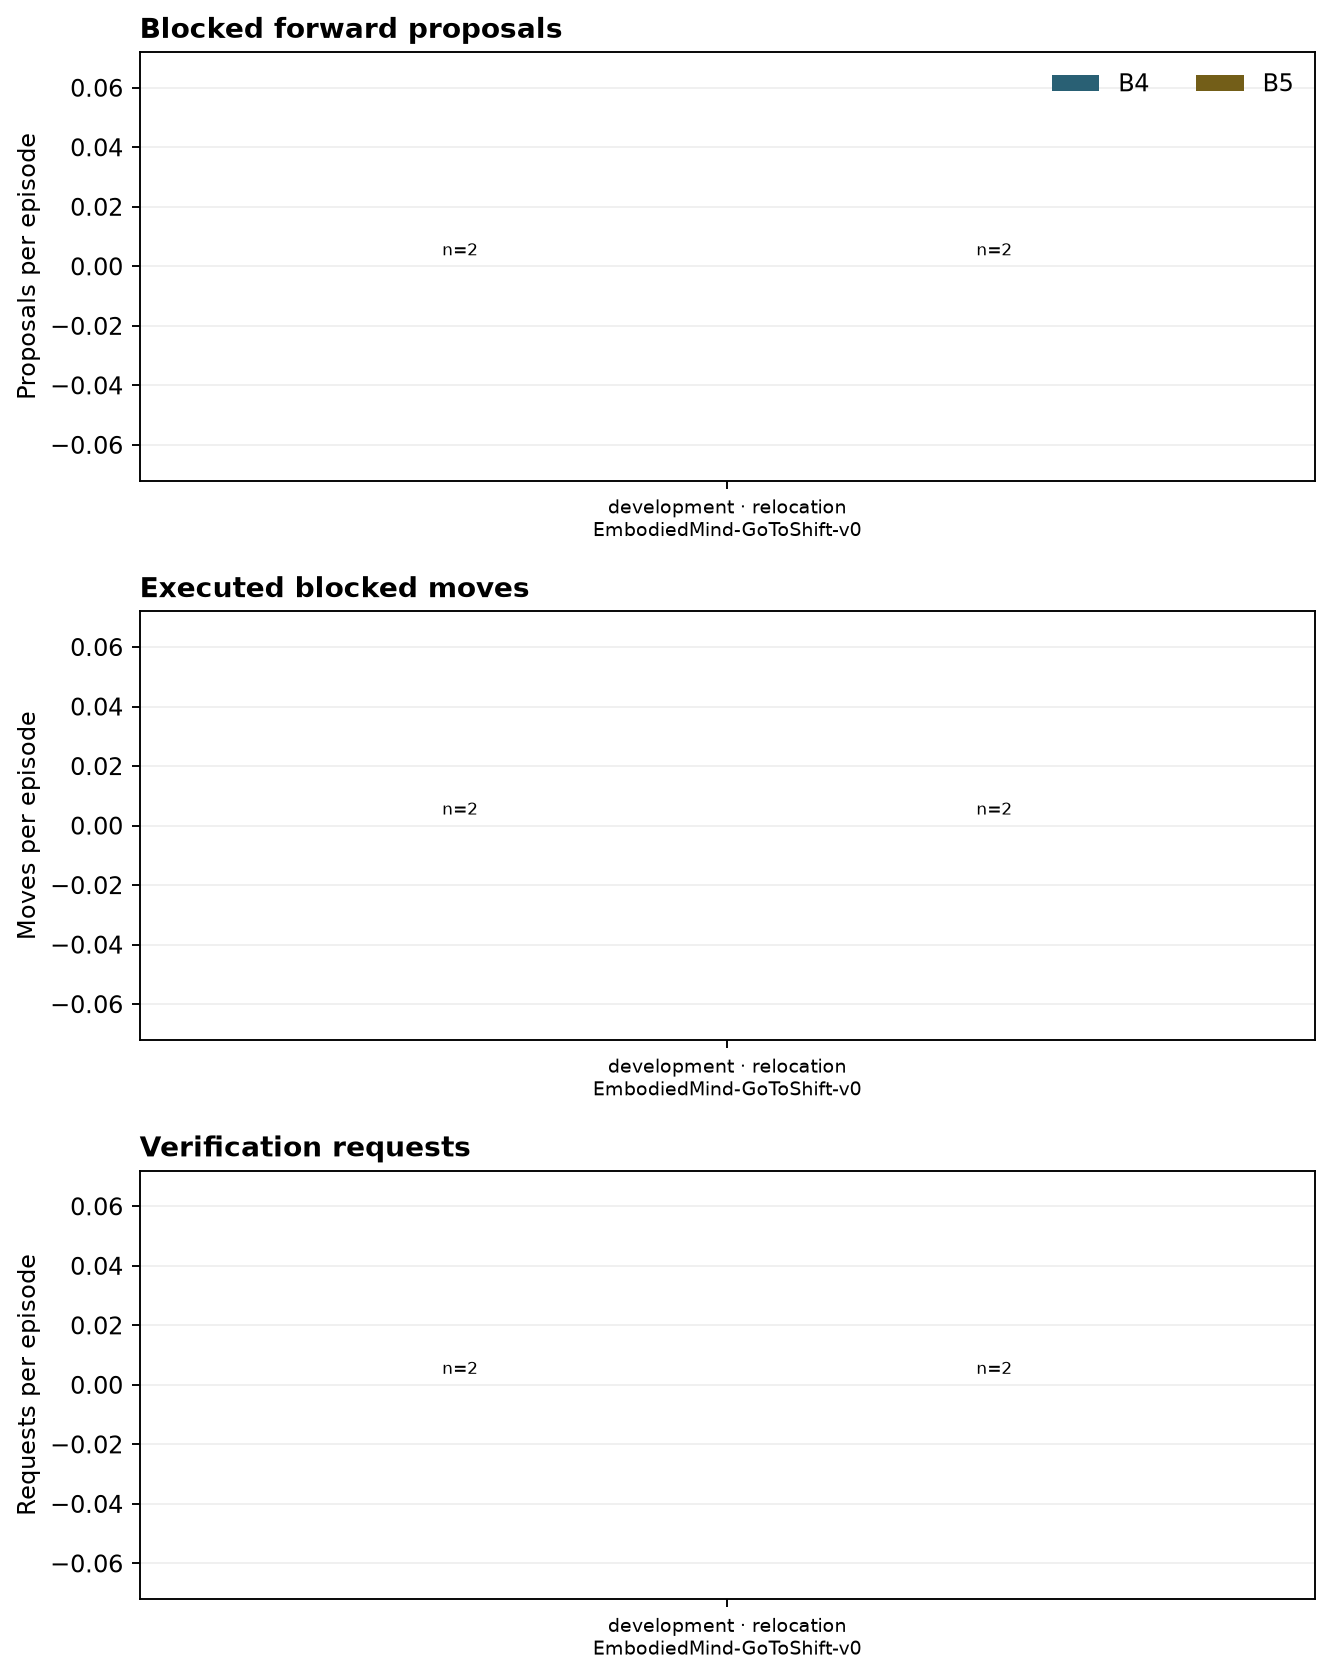 Blocked forward proposals
B4
B5
0.06
0.04
0.02
0.00
−0.02
−0.04
−0.06
Proposals per episode
n=2
n=2
development · relocation
EmbodiedMind-GoToShift-v0
Executed blocked moves
0.06
0.04
0.02
0.00
−0.02
−0.04
−0.06
Moves per episode
n=2
n=2
development · relocation
EmbodiedMind-GoToShift-v0
Verification requests
0.06
0.04
0.02
0.00
−0.02
−0.04
−0.06
Requests per episode
n=2
n=2
development · relocation
EmbodiedMind-GoToShift-v0